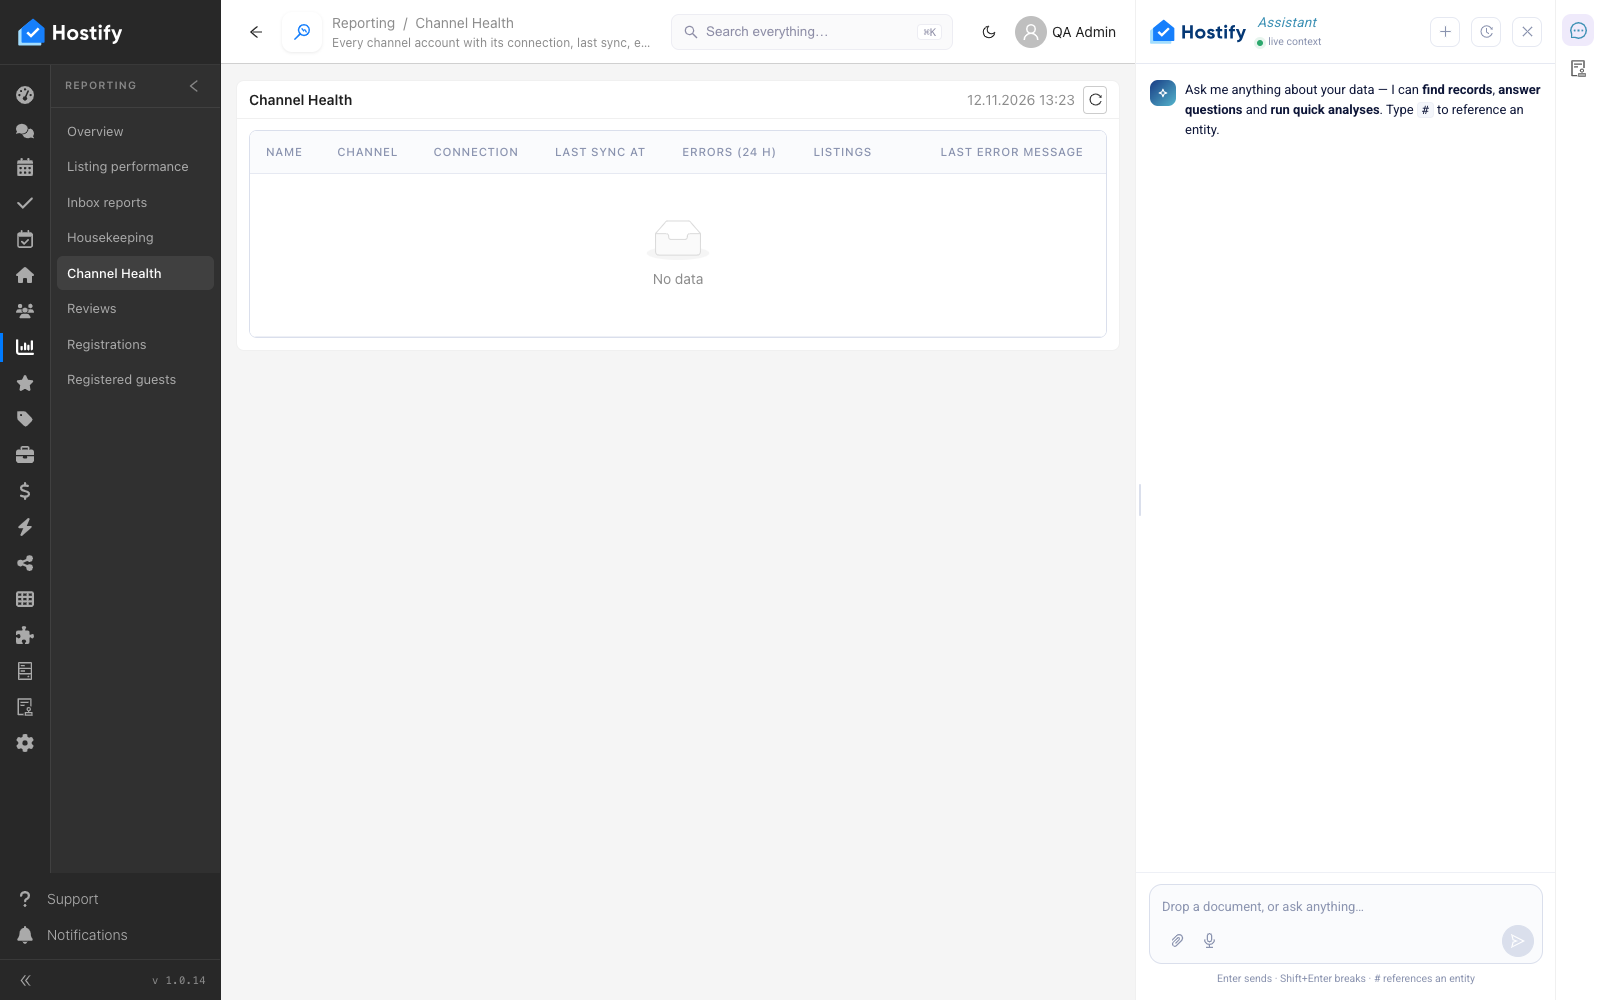 Hostify
REPORTING
Overview
Listing performance
Inbox reports
Housekeeping
Channel Health
Reviews
Registrations
Registered guests
Support
Notifications
v 1.0.14
Reporting / Channel Health
Every channel account with its connection, last sync, e...
Search everything...
⌘K
QA Admin
Channel Health
12.11.2026 13:23
NAME CHANNEL CONNECTION LAST SYNC AT ERRORS (24 H) LISTINGS LAST ERROR MESSAGE
No data
Hostify
Assistant
live context
Ask me anything about your data — I can find records, answer
questions and run quick analyses. Type # to reference an
entity.
Drop a document, or ask anything...
Enter sends · Shift+Enter breaks · # references an entity